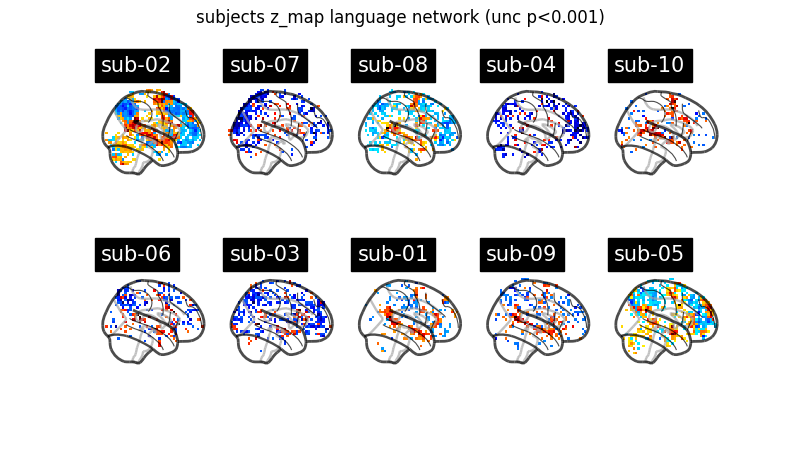 subjects z_map language network (unc p<0.001)
sub-02 sub-07 sub-08 sub-04 sub-10
sub-06 sub-03 sub-01 sub-09 sub-05